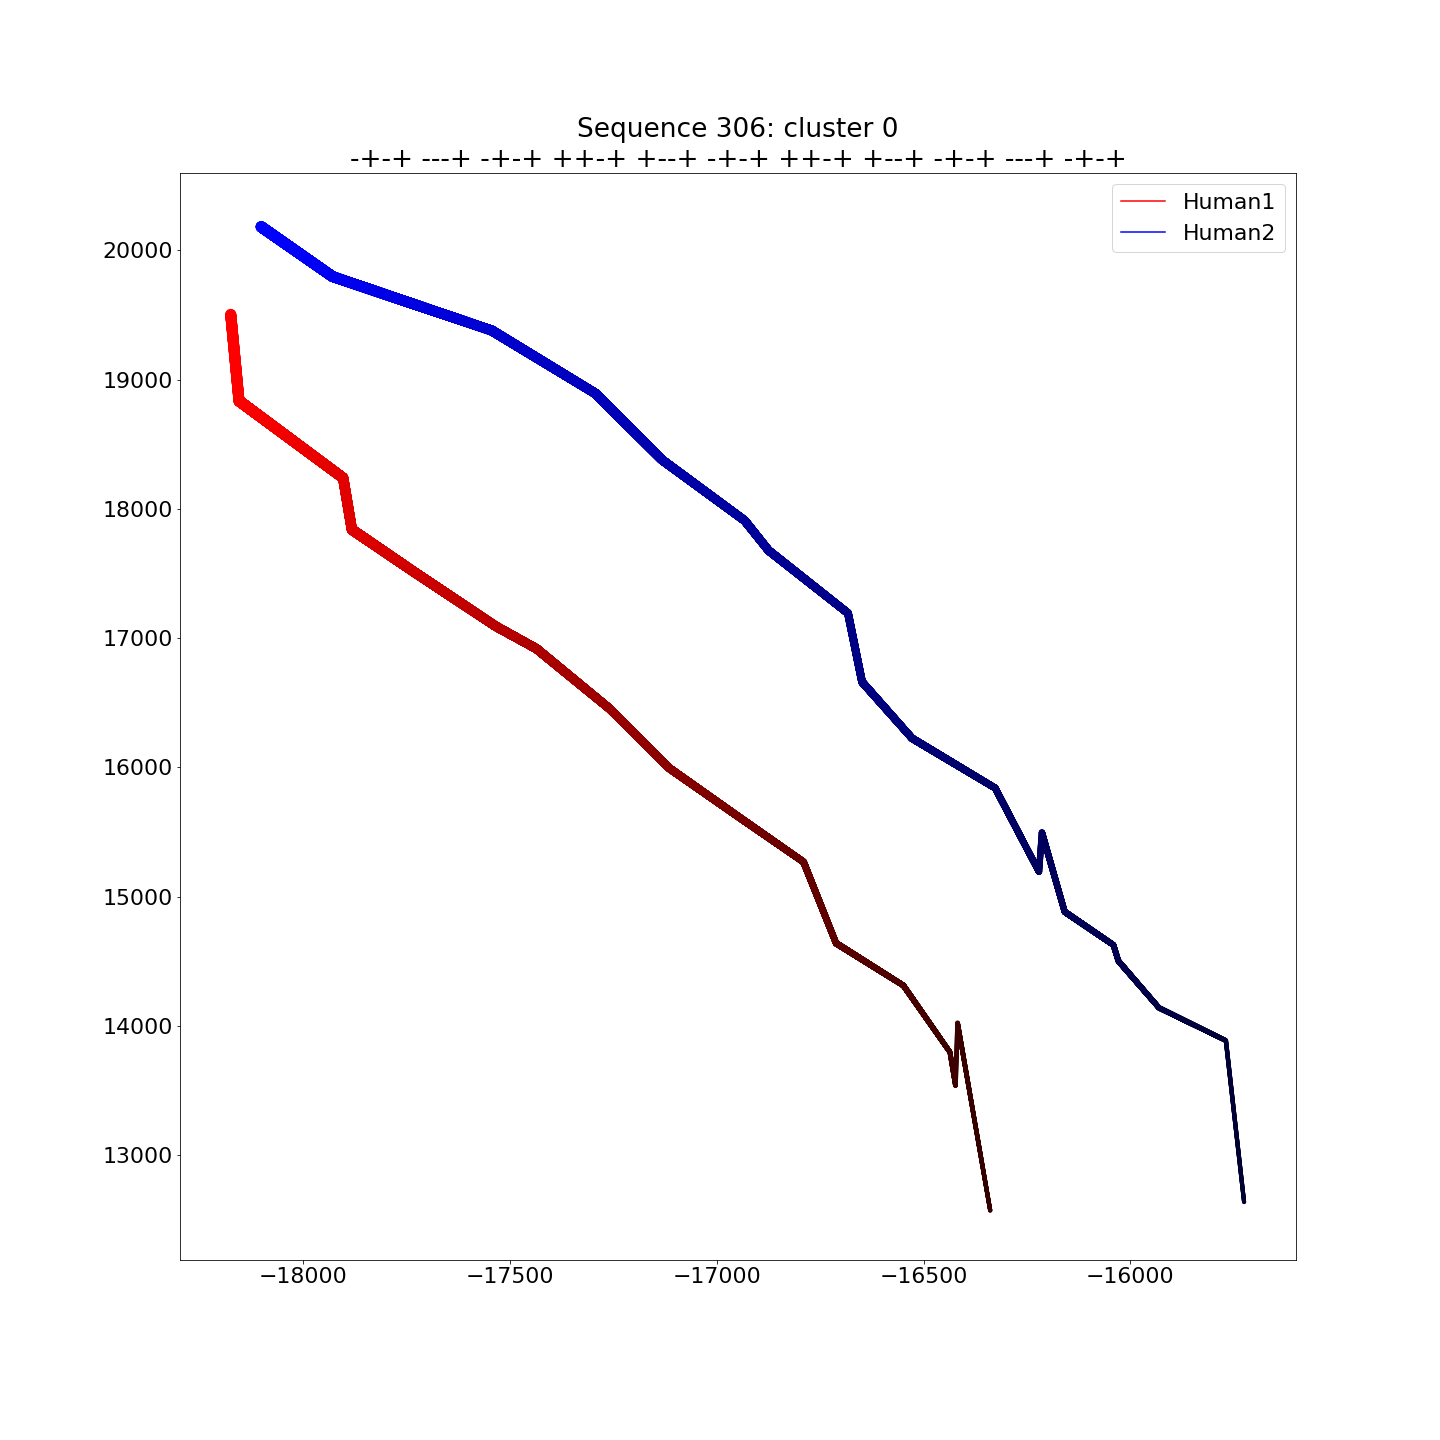 Sequence 306: cluster 0
-+-+ ---+ -+-+ ++-+ +--+ -+-+ ++-+ +--+ -+-+ ---+ -+-+
Human1
Human2
20000
19000
18000
17000
16000
15000
14000
13000
−18000 −17500 −17000 −16500 −16000